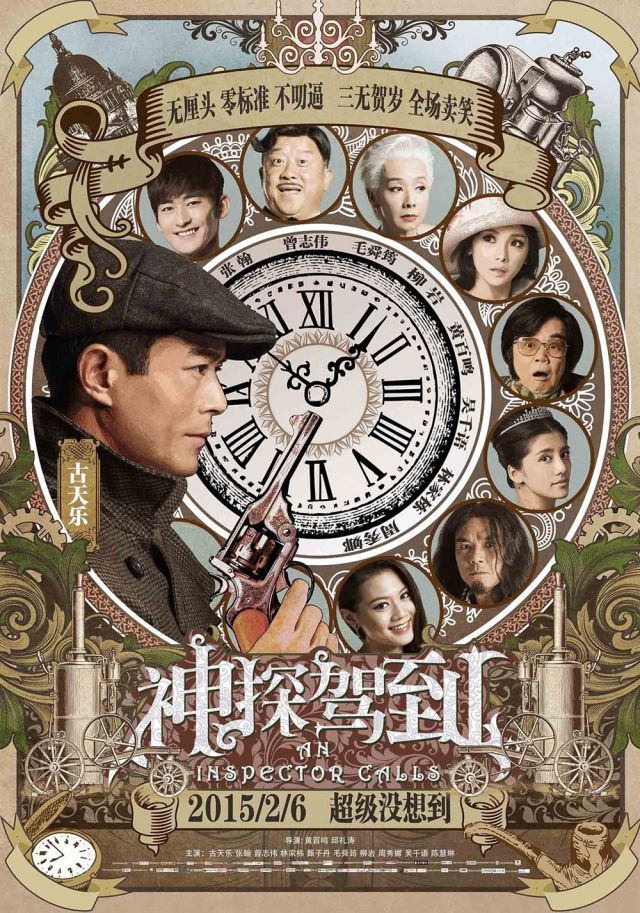 无厘头 零标准 不明逼 三无贺岁 全场卖笑
张翰
曾志伟
毛舜筠
柳岩
黄百鸣
吴千语
林家栋
周秀娜
XII
古天乐
神探驾到
AN
INSPECTOR CALLS
2015/2/6 超级没想到
导演: 黄百鸣 邱礼涛
主演: 古天乐 张翰 曾志伟 林家栋 甄子丹 毛舜筠 柳岩 周秀娜 吴千语 陈慧琳